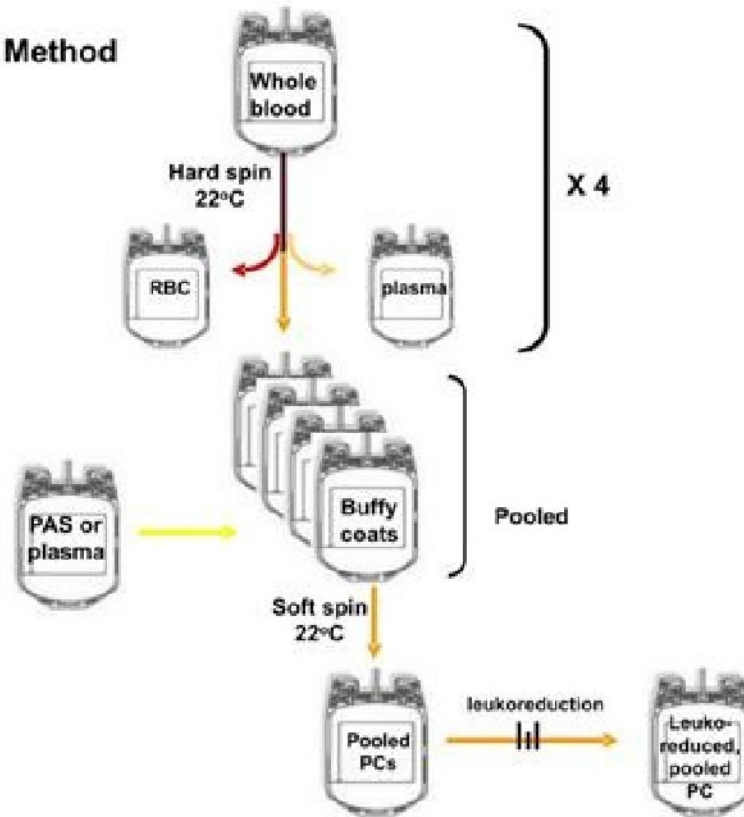 Method
Whole
blood
Hard spin
22°C
X 4
RBC
plasma
PAS or
plasma
Buffy
coats
Pooled
Soft spin
22°C
Pooled
PCs
leukoreduction
Leuko-
reduced,
pooled
PC